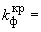 k_ф^кр =